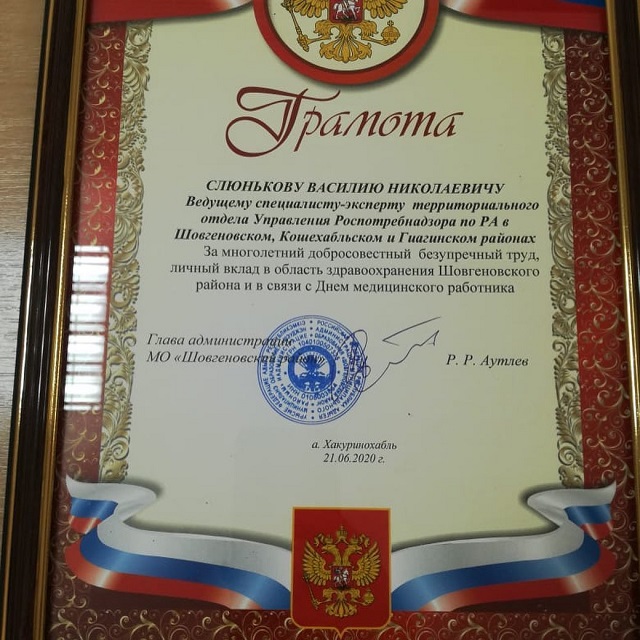 Грамота
СЛЮНЬКОВУ ВАСИЛИЮ НИКОЛАЕВИЧУ
Ведущему специалисту-эксперту территориального
отдела Управления Роспотребнадзора по РА в
Шовгеновском, Кошехабльском и Гиагинском районах
За многолетний добросовестный безупречный труд,
личный вклад в область здравоохранения Шовгеновского
района и в связи с Днем медицинского работника
Глава администрации
МО «Шовгеновский район»
Р. Р. Аутлев
а. Хакуринохабль
21.06.2020 г.